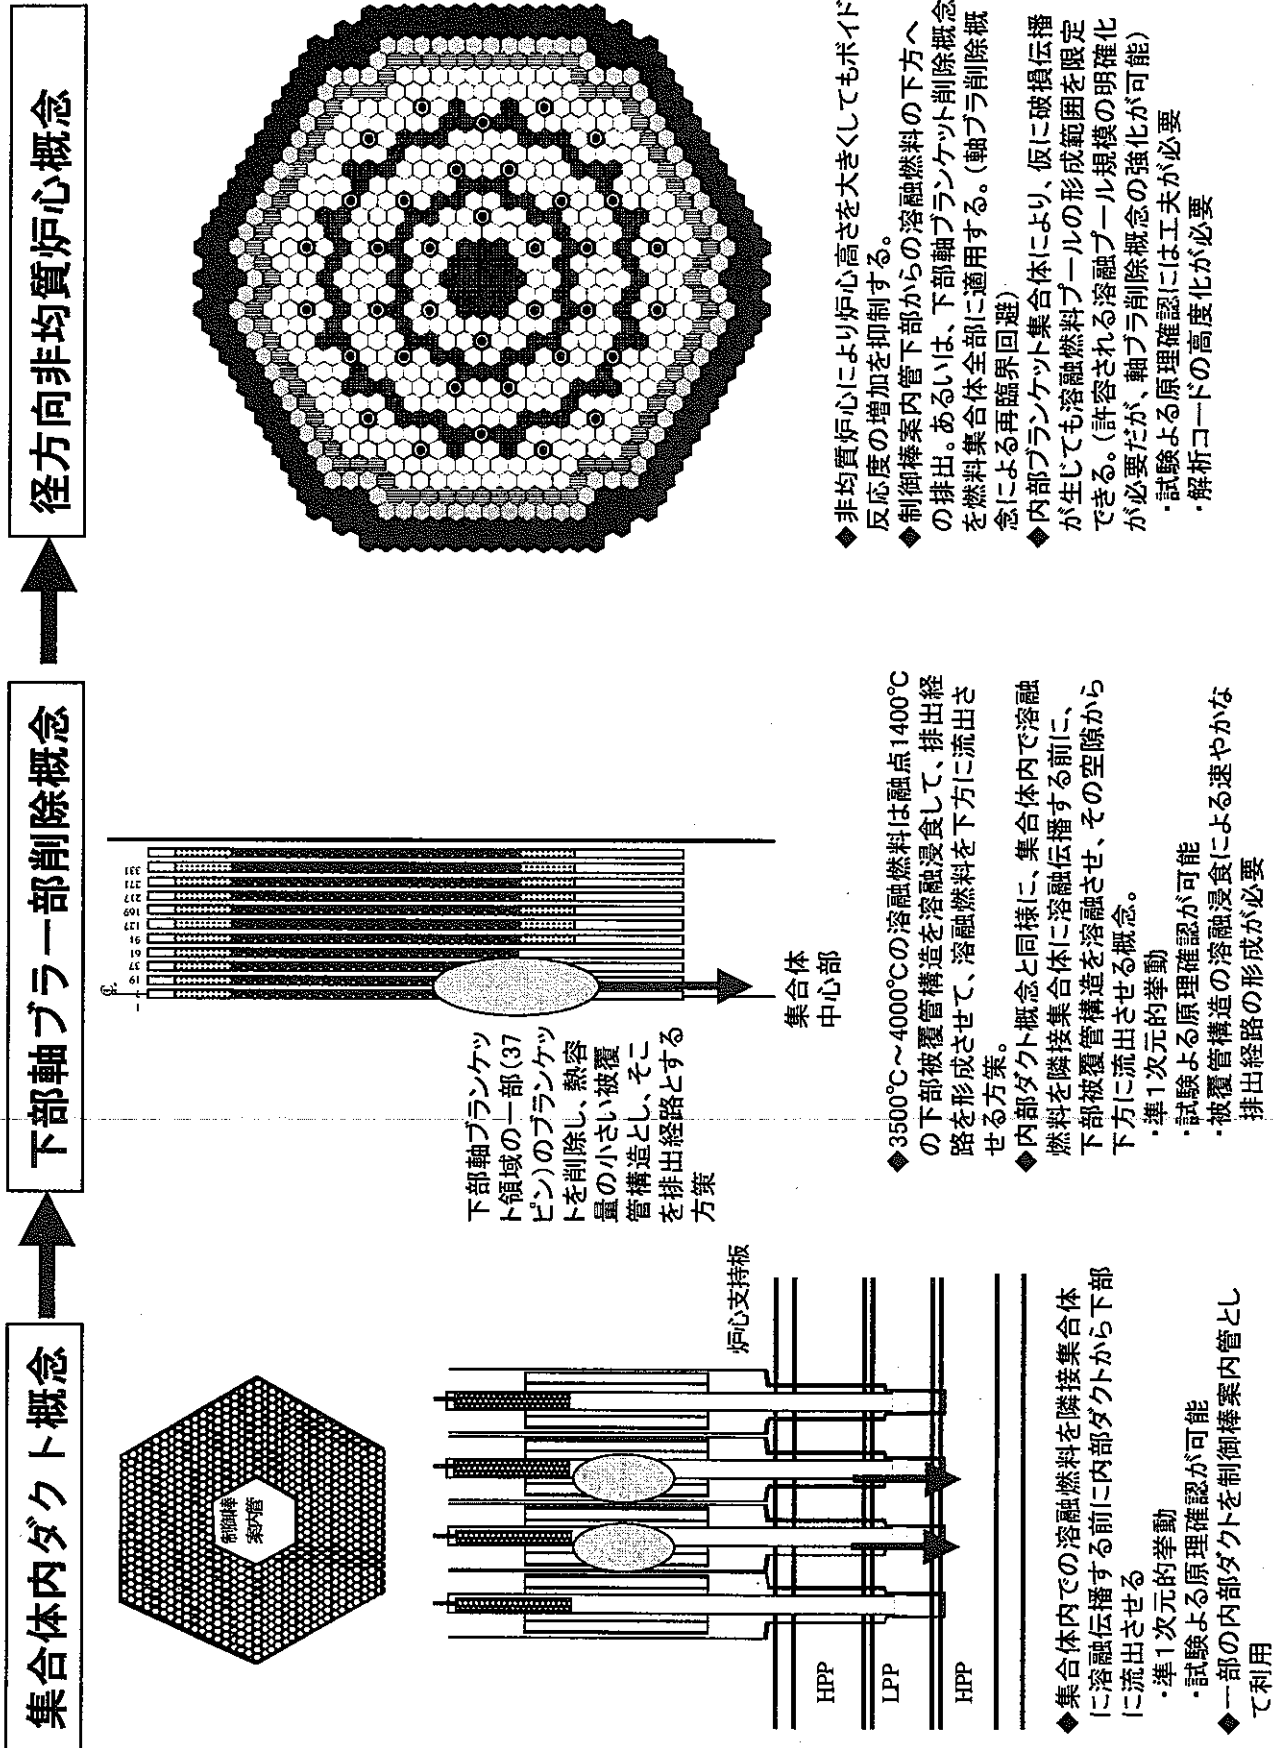 集合体内ダクト概念
制御棒
案内管
炉心支持板
HPP
LPP
HPP
◆集合体内での溶融燃料を隣接集合体
に溶融伝播する前に内部ダクトから下部
に流出させる
・準1次元的挙動
・試験よる原理確認が可能
◆一部の内部ダクトを制御棒案内管とし
て利用
下部軸ブラ一部削除概念
19
37
61
91
127
169
217
271
331
下部軸ブランケッ
ト領域の一部(37
ピン)のブランケッ
トを削除し、熱容
量の小さい被覆
管構造とし、そこ
を排出経路とする
方策
集合体
中心部
◆3500℃～4000℃の溶融燃料は融点1400℃
の下部被覆管構造を溶融浸食して、排出経
路を形成させて、溶融燃料を下方に流出さ
せる方策。
◆内部ダクト概念と同様に、集合体内で溶融
燃料を隣接集合体に溶融伝播する前に、
下部被覆管構造を溶融させ、その空隙から
下方に流出させる概念。
・準1次元的挙動
・試験よる原理確認が可能
・被覆管構造の溶融浸食による速やかな
排出経路の形成が必要
径方向非均質炉心概念
◆非均質炉心により炉心高さを大きくしてもボイド
反応度の増加を抑制する。
◆制御棒案内管下部からの溶融燃料の下方へ
の排出。あるいは、下部軸ブランケット削除概念
を燃料集合体全部に適用する。(軸ブラ削除概
念による再臨界回避)
◆内部ブランケット集合体により、仮に破損伝播
が生じても溶融燃料プールの形成範囲を限定
できる。(許容される溶融プール規模の明確化
が必要だが、軸ブラ削除概念の強化が可能)
・試験よる原理確認には工夫が必要
・解析コードの高度化が必要